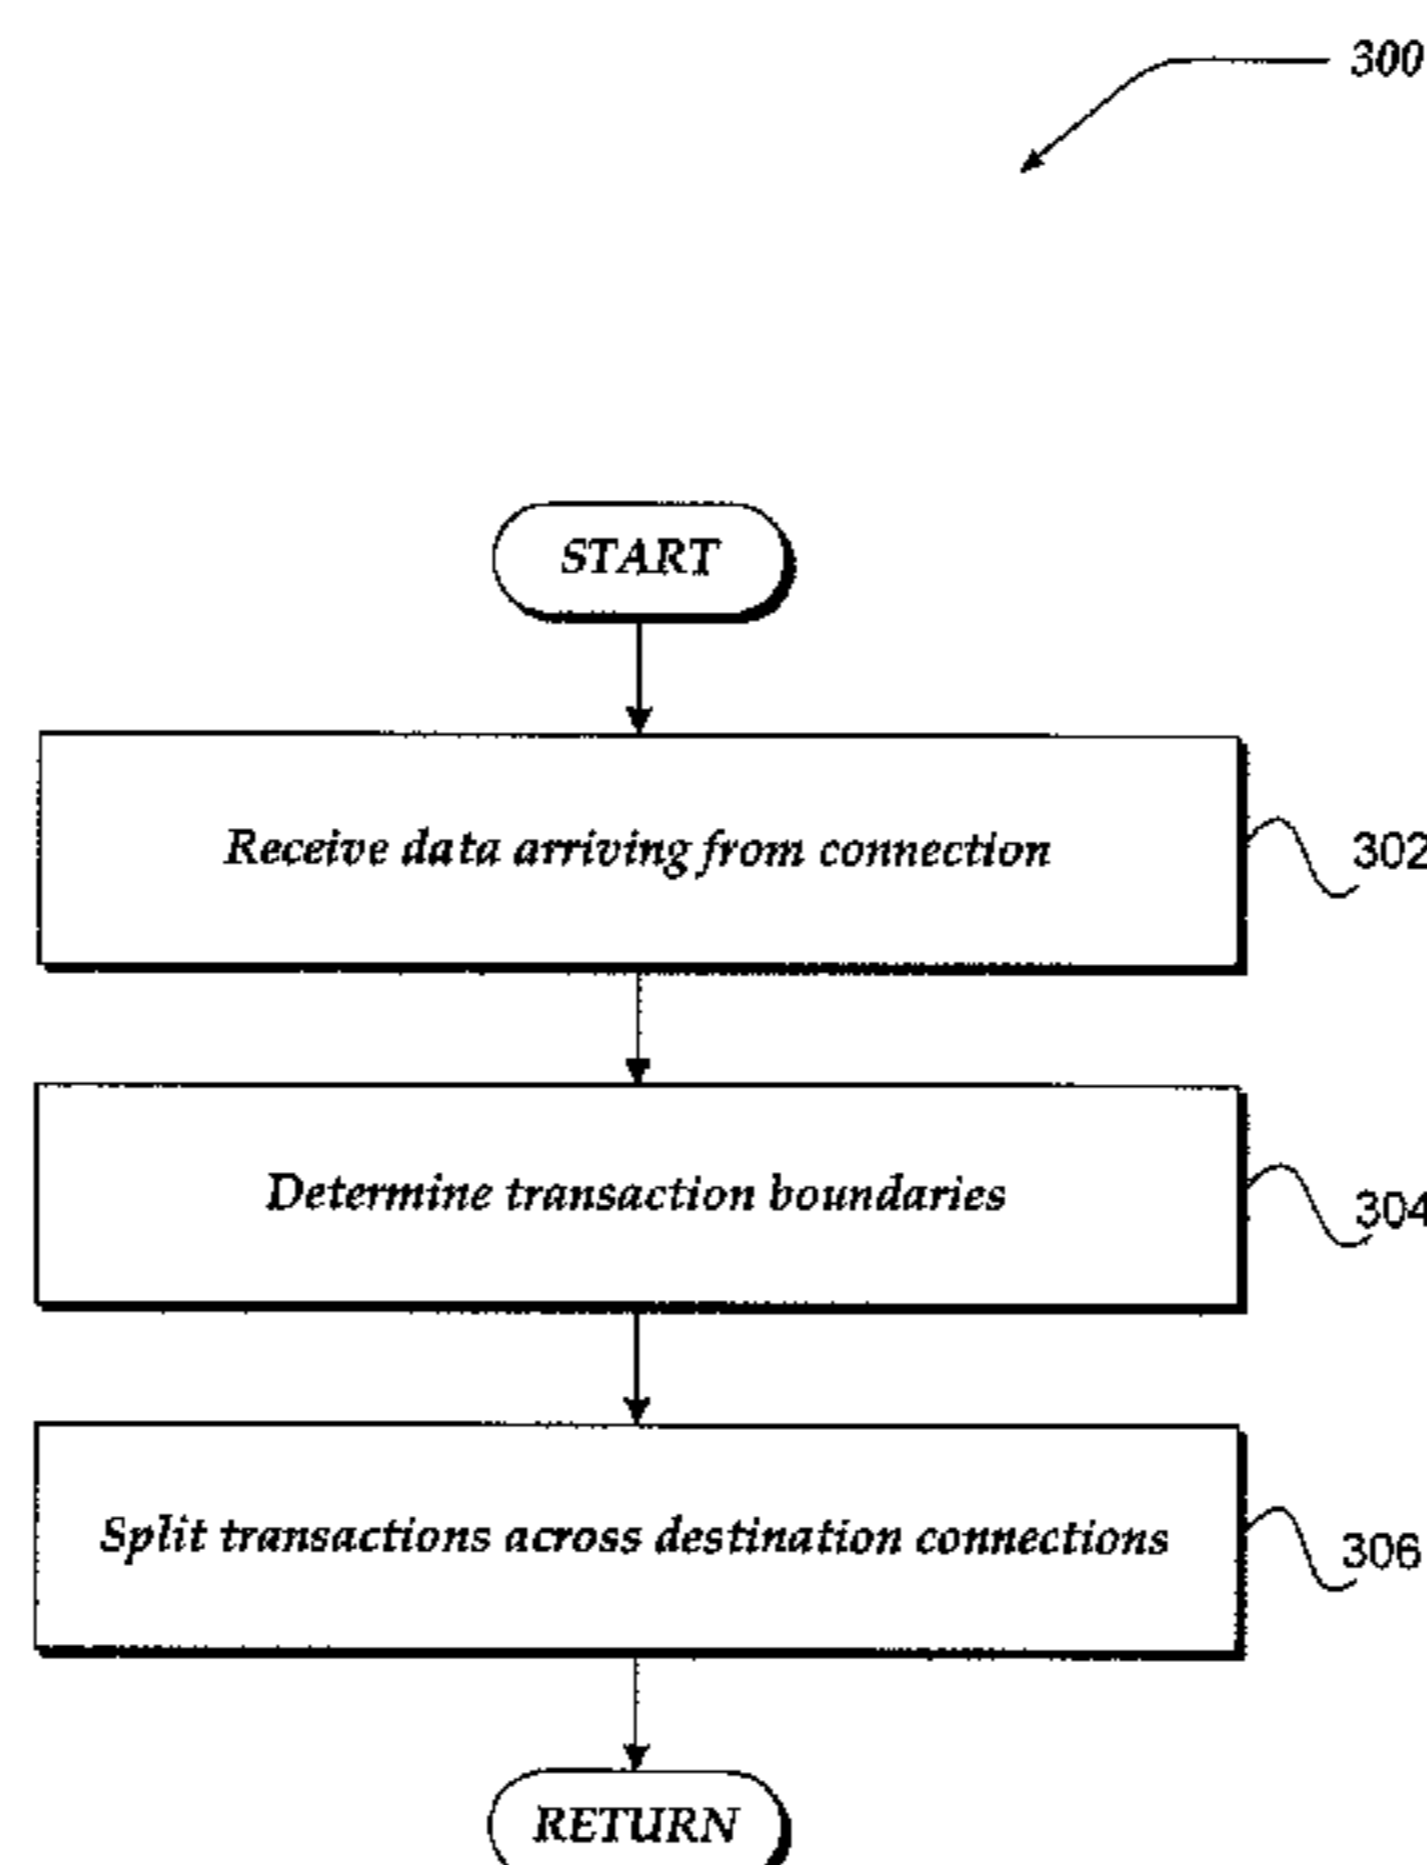 300
START
Receive data arriving from connection
302
Determine transaction boundaries
304
Split transactions across destination connections
306
RETURN